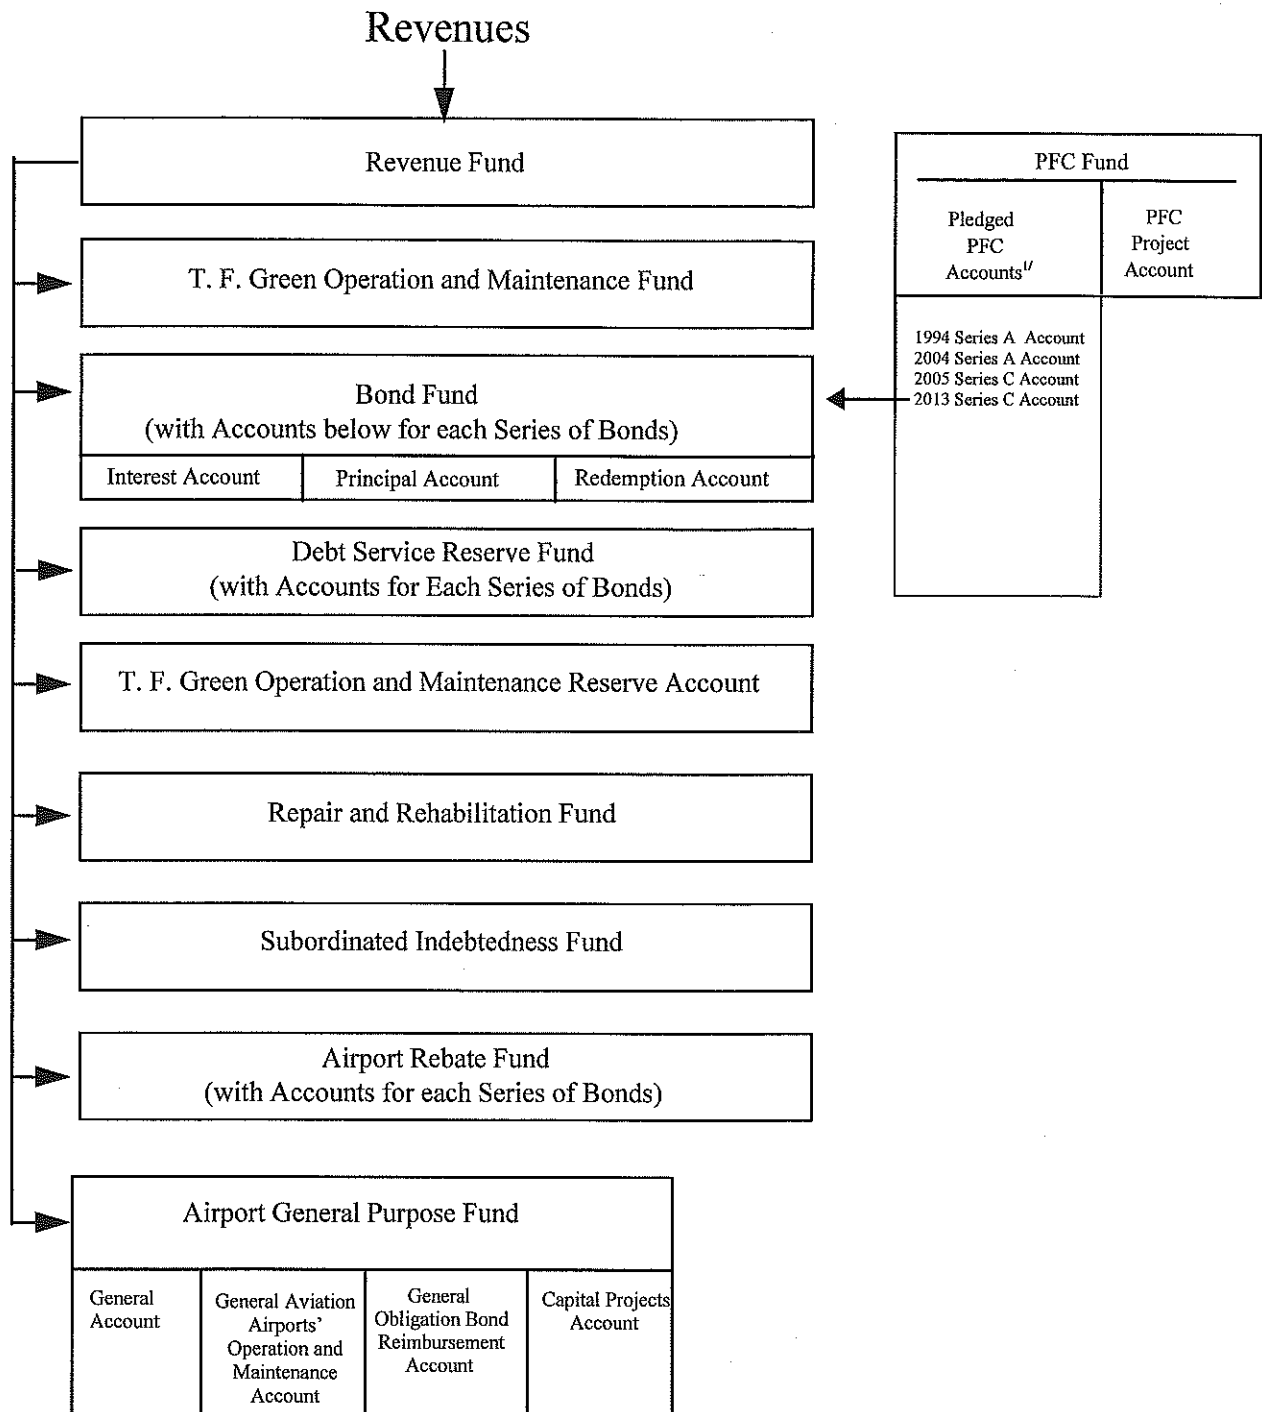 Revenues
Revenue Fund
T. F. Green Operation and Maintenance Fund
Bond Fund
(with Accounts below for each Series of Bonds)
Interest Account
Principal Account
Redemption Account
Debt Service Reserve Fund
(with Accounts for Each Series of Bonds)
T. F. Green Operation and Maintenance Reserve Account
Repair and Rehabilitation Fund
Subordinated Indebtedness Fund
Airport Rebate Fund
(with Accounts for each Series of Bonds)
Airport General Purpose Fund
General
Account
General Aviation
Airports’
Operation and
Maintenance
Account
General
Obligation Bond
Reimbursement
Account
Capital Projects
Account
PFC Fund
Pledged
PFC
Accounts1/
PFC
Project
Account
1994 Series A Account
2004 Series A Account
2005 Series C Account
2013 Series C Account